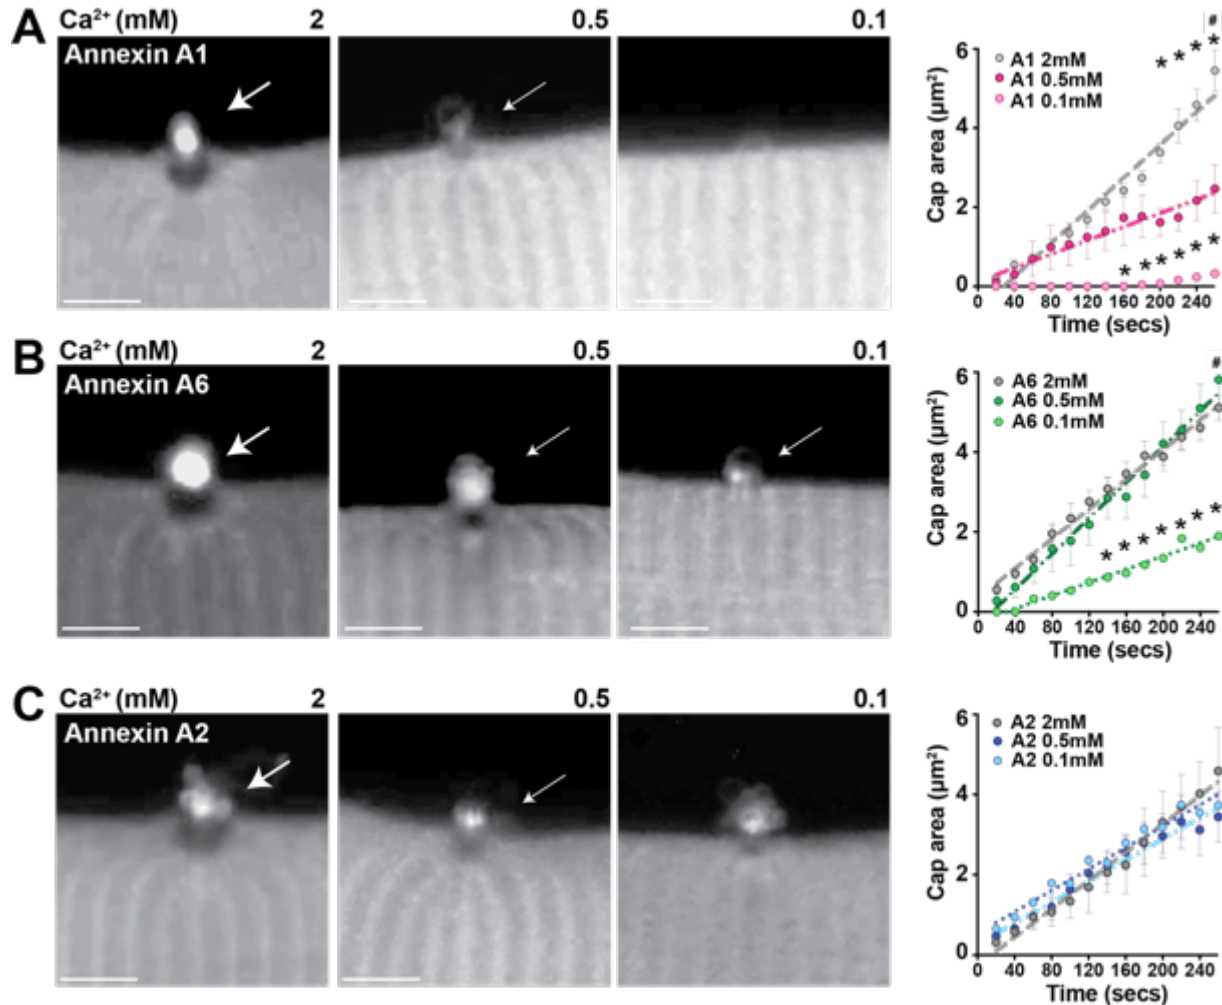 A Ca²⁺ (mM) 2 0.5 0.1
Annexin A1
#
* * * *
6
4
2
0
Cap area (µm²)
A1 2mM
A1 0.5mM
A1 0.1mM
* * * * * *
40 80 120 160 200 240
Time (secs)
B Ca²⁺ (mM) 2 0.5 0.1
Annexin A6
#
6
4
2
0
Cap area (µm²)
A6 2mM
A6 0.5mM
A6 0.1mM
* * * * * * *
40 80 120 160 200 240
Time (secs)
C Ca²⁺ (mM) 2 0.5 0.1
Annexin A2
6
4
2
0
Cap area (µm²)
A2 2mM
A2 0.5mM
A2 0.1mM
40 80 120 160 200 240
Time (secs)